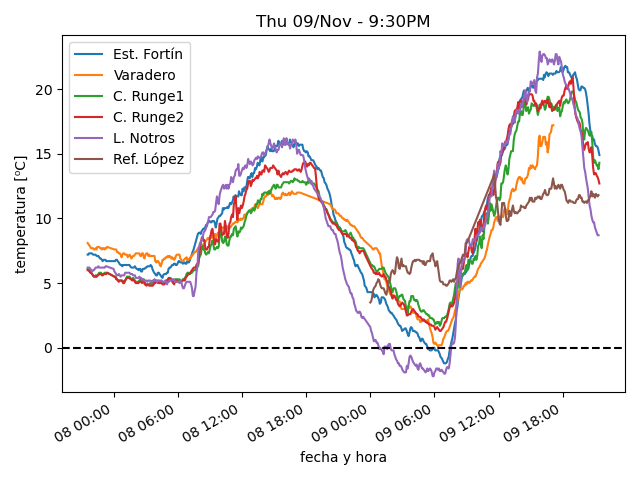 Thu 09/Nov - 9:30PM
Est. Fortín
Varadero
C. Runge1
C. Runge2
L. Notros
Ref. López
temperatura [ºC]
20
15
10
5
0
08 00:00
08 06:00
08 12:00
08 18:00
09 00:00
09 06:00
09 12:00
09 18:00
fecha y hora